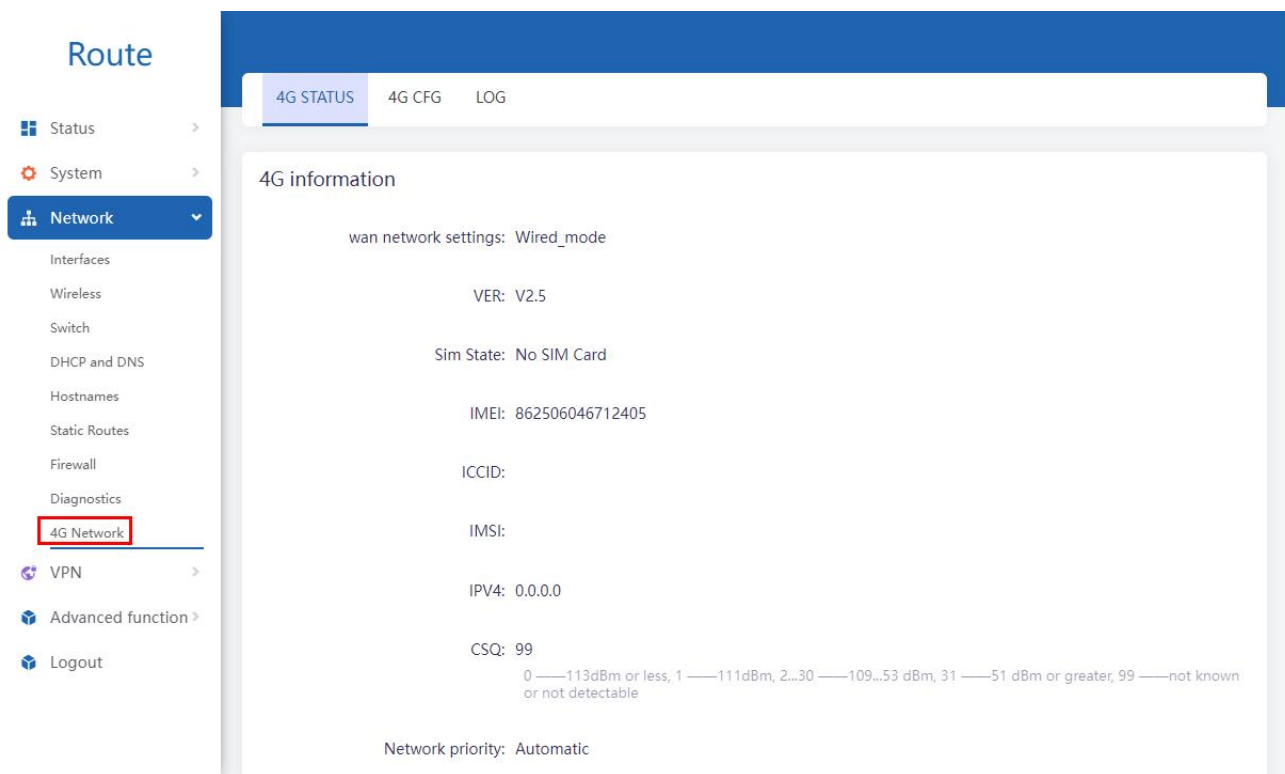 Route
Status
System
Network
Interfaces
Wireless
Switch
DHCP and DNS
Hostnames
Static Routes
Firewall
Diagnostics
4G Network
VPN
Advanced function
Logout
4G STATUS 4G CFG LOG
4G information
wan network settings: Wired_mode
VER: V2.5
Sim State: No SIM Card
IMEI: 862506046712405
ICCID:
IMSI:
IPV4: 0.0.0.0
CSQ: 99
0 ——113dBm or less, 1 ——111dBm, 2...30 ——109...53 dBm, 31 ——51 dBm or greater, 99 ——not known
or not detectable
Network priority: Automatic